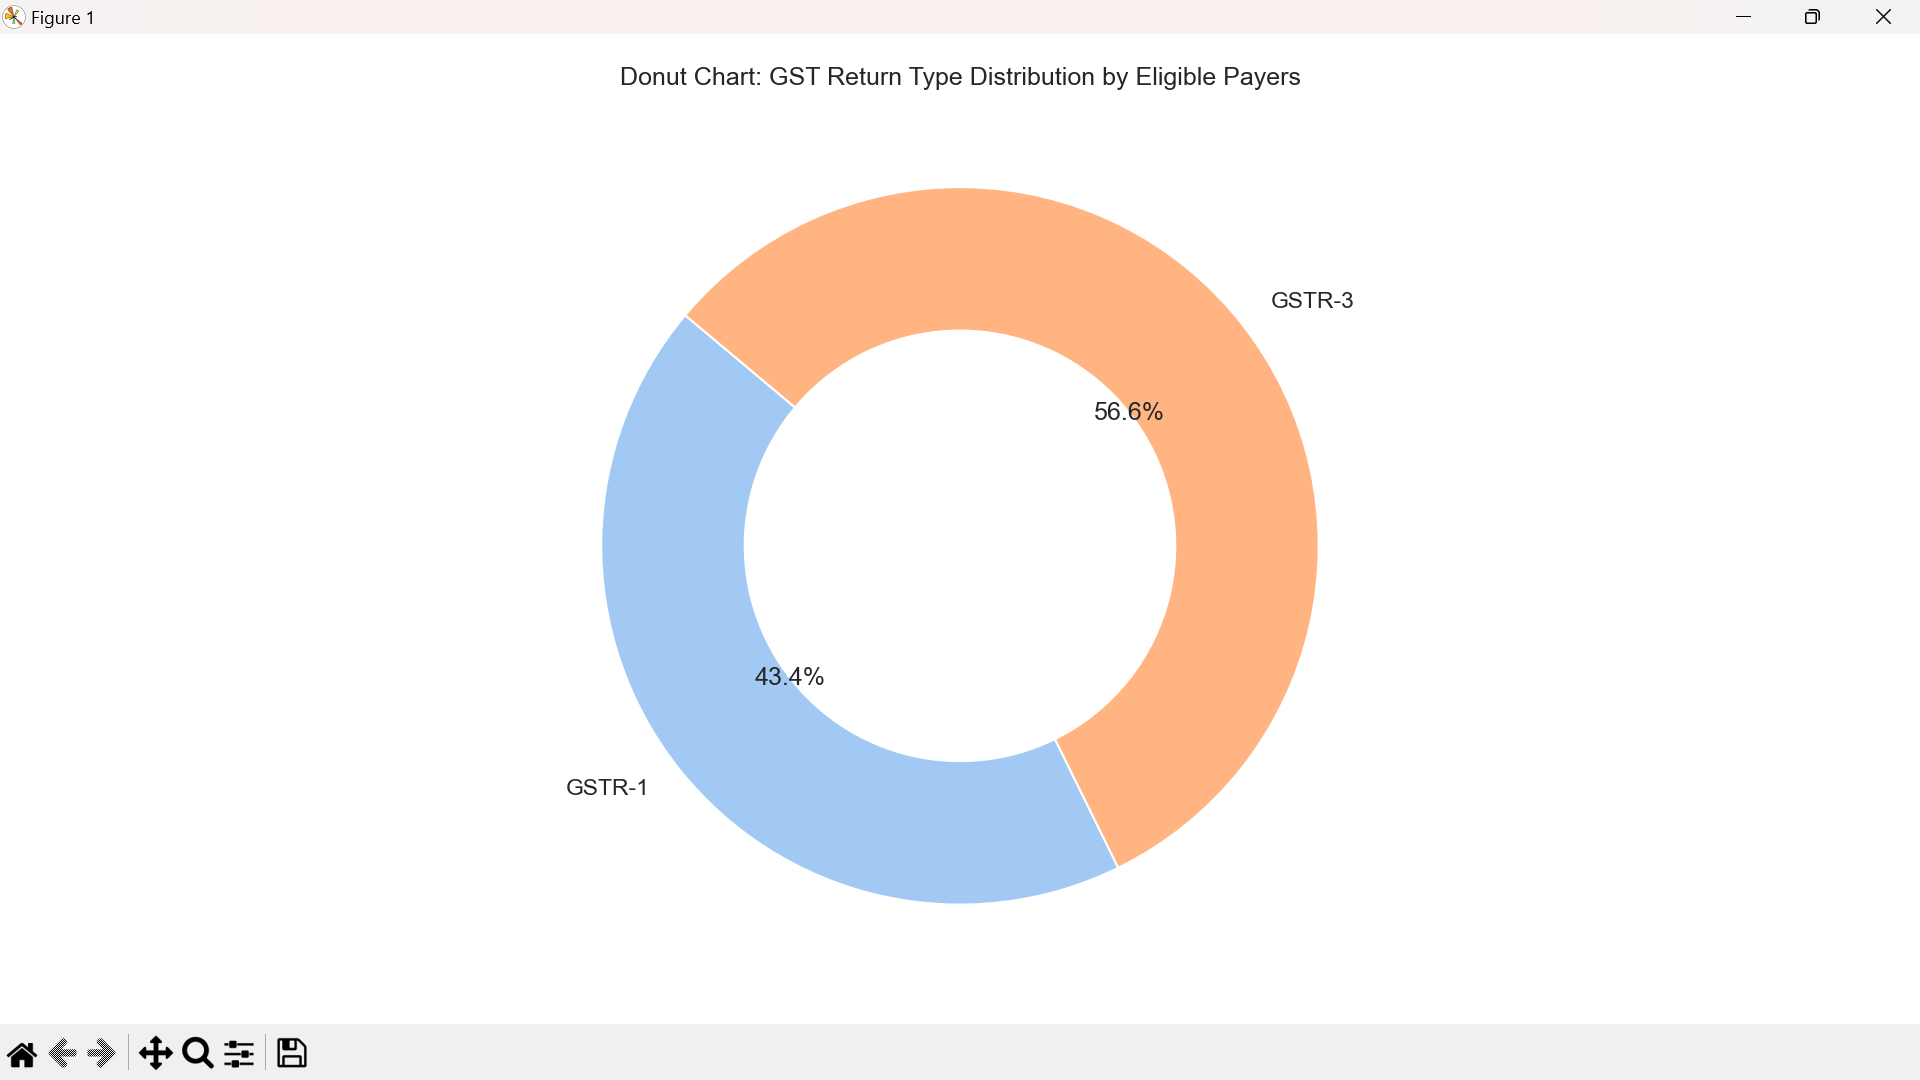 Figure 1
Donut Chart: GST Return Type Distribution by Eligible Payers
GSTR-3
56.6%
43.4%
GSTR-1